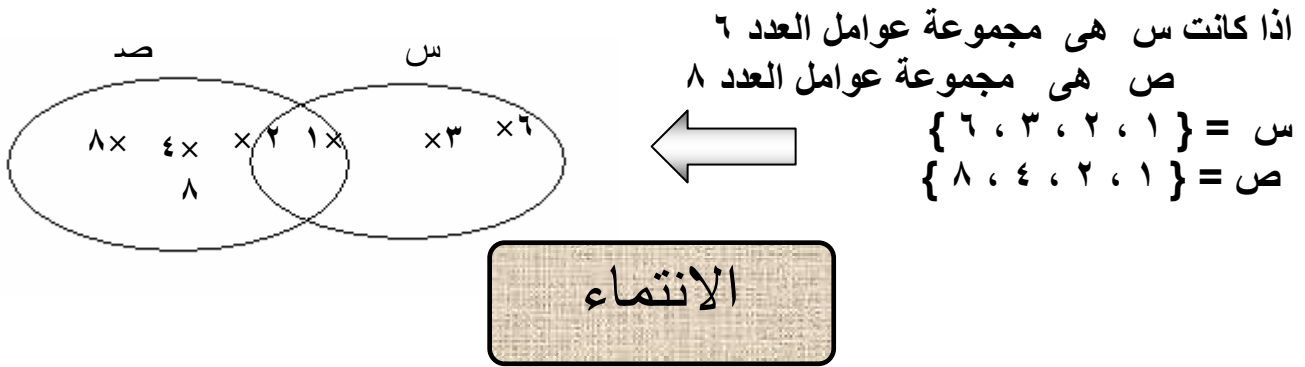 اذا كانت س هى مجموعة عوامل العدد ٦
ص هى مجموعة عوامل العدد ٨
س = { ١ ، ٢ ، ٣ ، ٦ }
ص = { ١ ، ٢ ، ٤ ، ٨ }
س
صـ
×٦
×٣
١×
×٢
٤×
٨×
٨
الانتماء